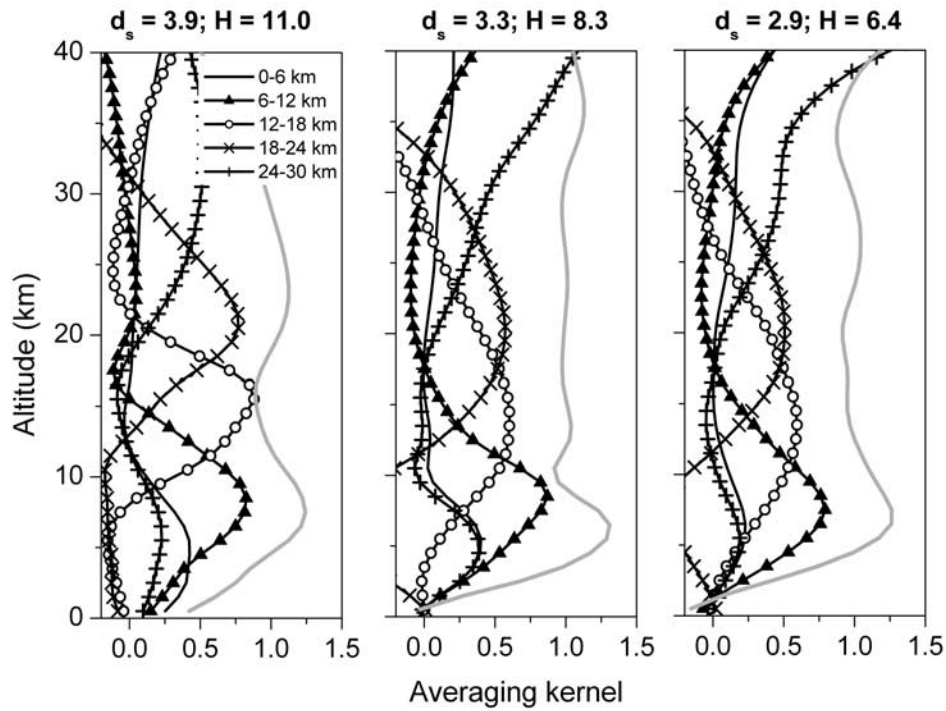 d_s = 3.9; H = 11.0
d_s = 3.3; H = 8.3
d_s = 2.9; H = 6.4
40
30
20
10
0
Altitude (km)
0-6 km
6-12 km
12-18 km
18-24 km
24-30 km
0.0 0.5 1.0 1.5
0.0 0.5 1.0 1.5
0.0 0.5 1.0 1.5
Averaging kernel